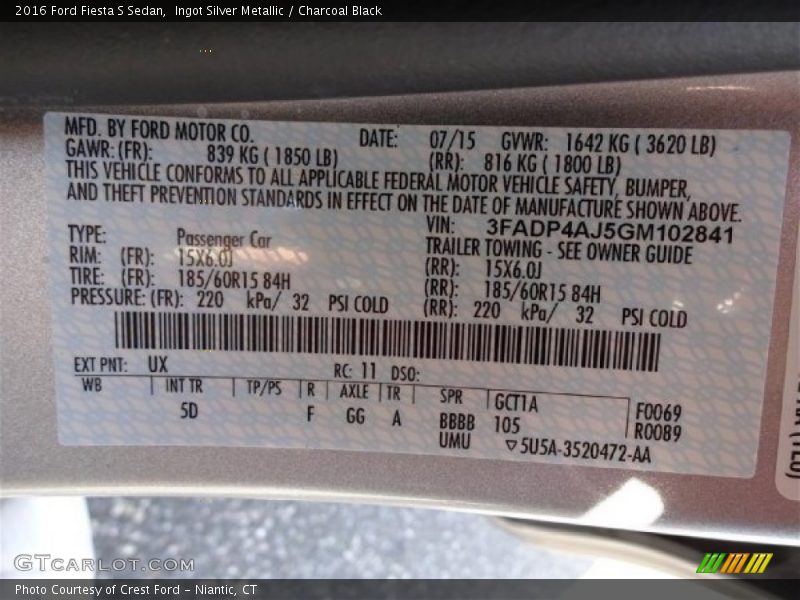 2016 Ford Fiesta S Sedan,  Ingot Silver Metallic / Charcoal Black
MFD. BY FORD MOTOR CO. DATE: 07/15 GVWR: 1642 KG ( 3620 LB)
GAWR: (FR): 839 KG ( 1850 LB) (RR): 816 KG ( 1800 LB)
THIS VEHICLE CONFORMS TO ALL APPLICABLE FEDERAL MOTOR VEHICLE SAFETY, BUMPER,
AND THEFT PREVENTION STANDARDS IN EFFECT ON THE DATE OF MANUFACTURE SHOWN ABOVE.
VIN: 3FADP4AJ5GM102841
TYPE: Passenger Car TRAILER TOWING - SEE OWNER GUIDE
RIM: (FR): 15X6.0J (RR): 15X6.0J
TIRE: (FR): 185/60R15 84H (RR): 185/60R15 84H
PRESSURE: (FR): 220 kPa/ 32 PSI COLD (RR): 220 kPa/ 32 PSI COLD
EXT PNT: UX RC: 11 DSO:
WB INT TR TP/PS R AXLE TR SPR GCT1A F0069
5D F GG A BBBB 105 R0089
UMU ▽5U5A-3520472-AA
GTCARLOT.COM
Photo Courtesy of Crest Ford - Niantic, CT